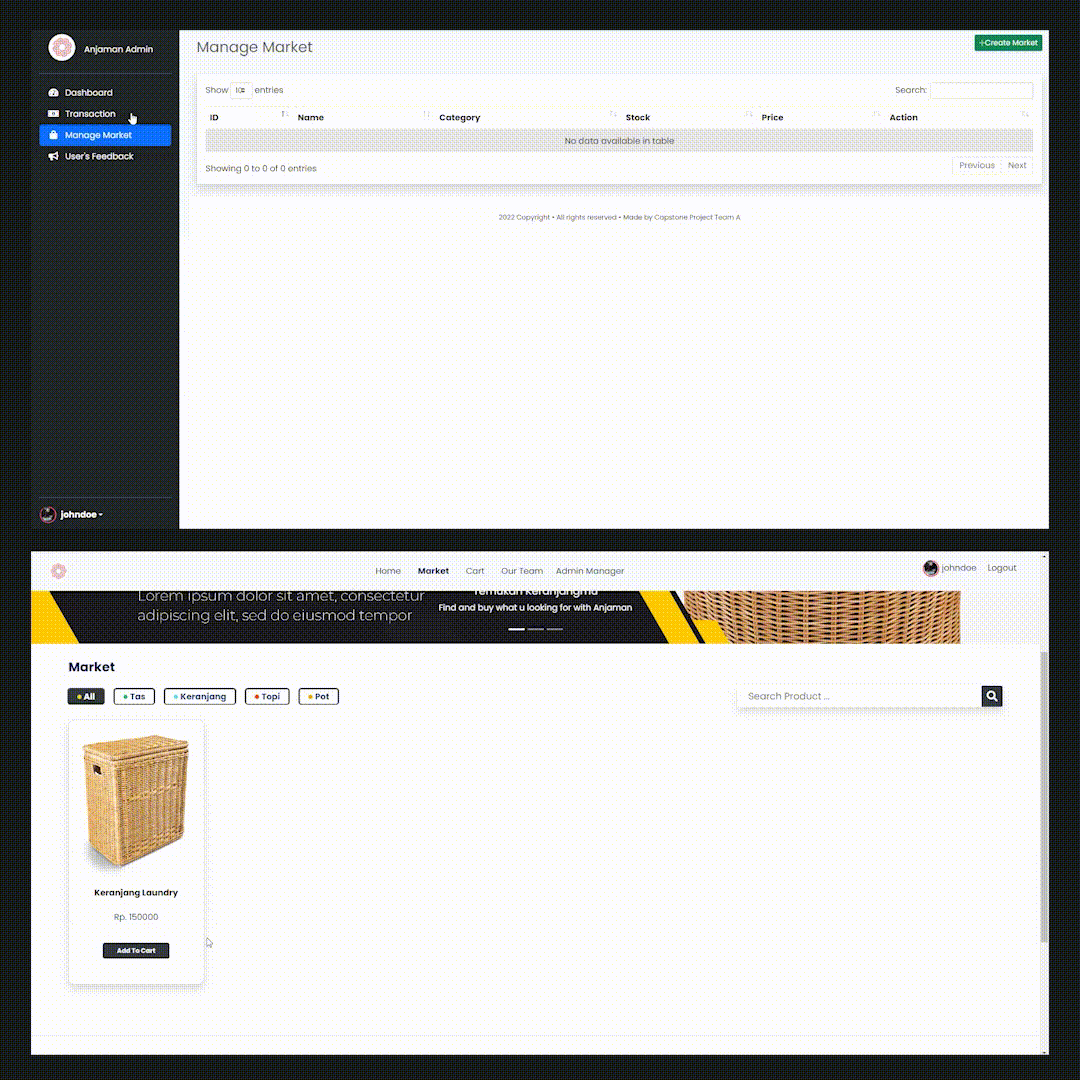 Anjaman Admin
Dashboard
Transaction
Manage Market
User's Feedback
johndoe
Manage Market
+Create Market
Show 10 entries
Search:
ID Name Category Stock Price Action
No data available in table
Showing 0 to 0 of 0 entries
Previous Next
2022 Copyright • All rights reserved • Made by Capstone Project Team A
Home Market Cart Our Team Admin Manager
johndoe Logout
Lorem ipsum dolor sit amet, consectetur
adipiscing elit, sed do eiusmod tempor
Temukan Keranjangmu
Find and buy what u looking for with Anjaman
Market
All Tas Keranjang Topi Pot
Search Product ...
Keranjang Laundry
Rp. 150000
Add To Cart